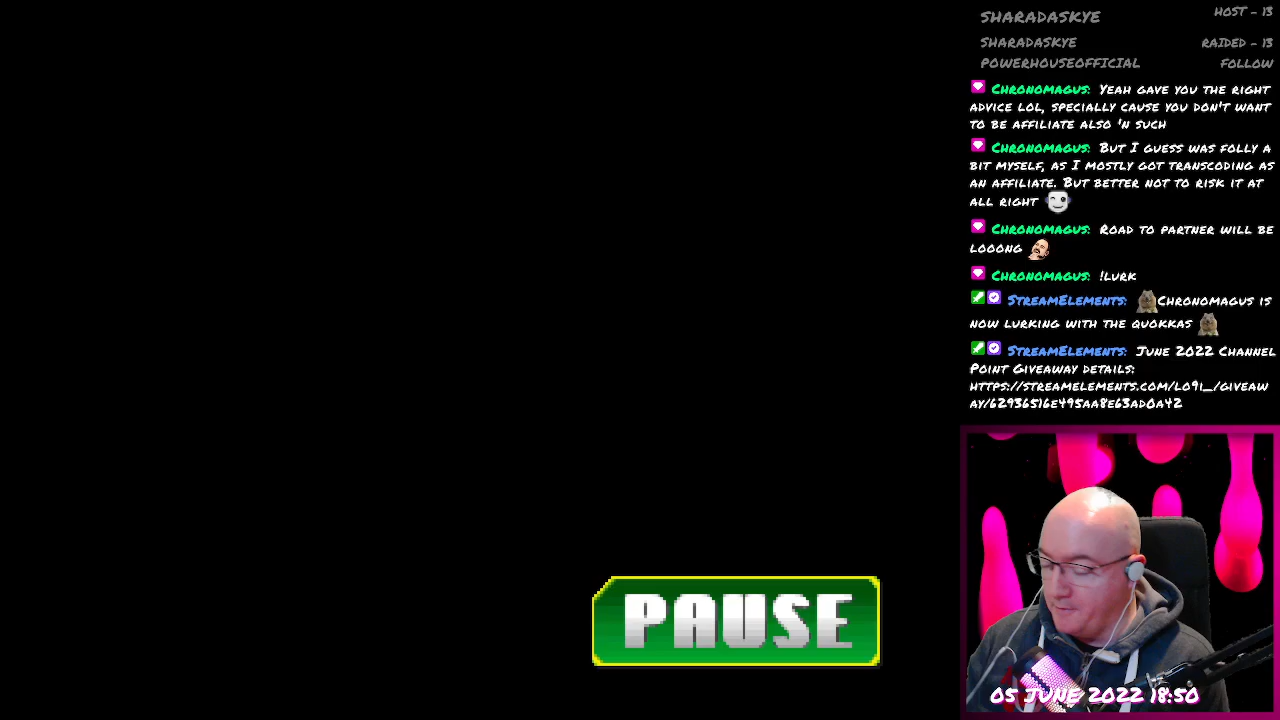 SHARADASKYE HOST - 13
SHARADASKYE RAIDED - 13
POWERHOUSEOFFICIAL FOLLOW
CHRONOMAGUS: YEAH GAVE YOU THE RIGHT
ADVICE LOL, SPECIALLY CAUSE YOU DON'T WANT
TO BE AFFILIATE ALSO 'N SUCH
CHRONOMAGUS: BUT I GUESS WAS FOLLY A
BIT MYSELF, AS I MOSTLY GOT TRANSCODING AS
AN AFFILIATE. BUT BETTER NOT TO RISK IT AT
ALL RIGHT
CHRONOMAGUS: ROAD TO PARTNER WILL BE
LOOONG
CHRONOMAGUS: !LURK
STREAMELEMENTS: CHRONOMAGUS IS
NOW LURKING WITH THE QUOKKAS
STREAMELEMENTS: JUNE 2022 CHANNEL
POINT GIVEAWAY DETAILS:
HTTPS://STREAMELEMENTS.COM/LO9I_/GIVEAW
AY/62936516E495AA8E63AD0A42
PAUSE
05 JUNE 2022 18:50